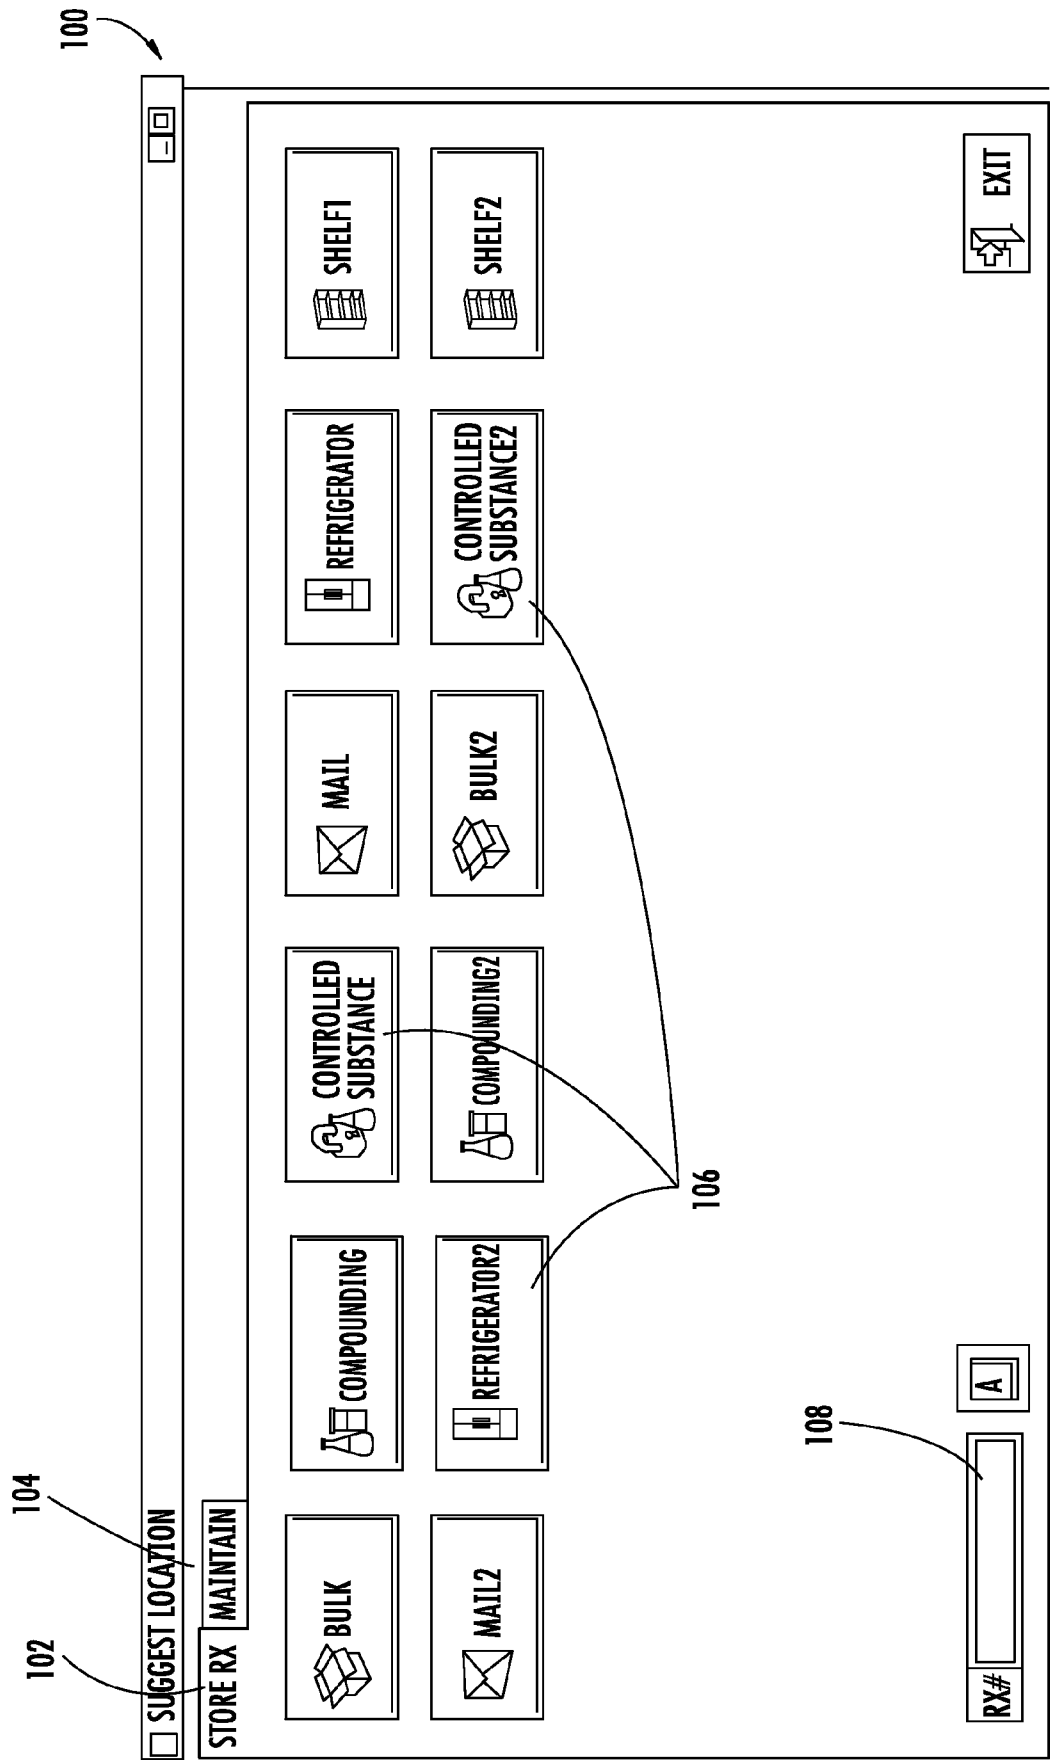 100
104
102
SUGGEST LOCATION
STORE RX
MAINTAIN
BULK
COMPOUNDING
CONTROLLED
SUBSTANCE
MAIL
REFRIGERATOR
SHELF1
MAIL2
REFRIGERATOR2
COMPOUNDING2
BULK2
CONTROLLED
SUBSTANCE2
SHELF2
106
108
RX#
A
EXIT